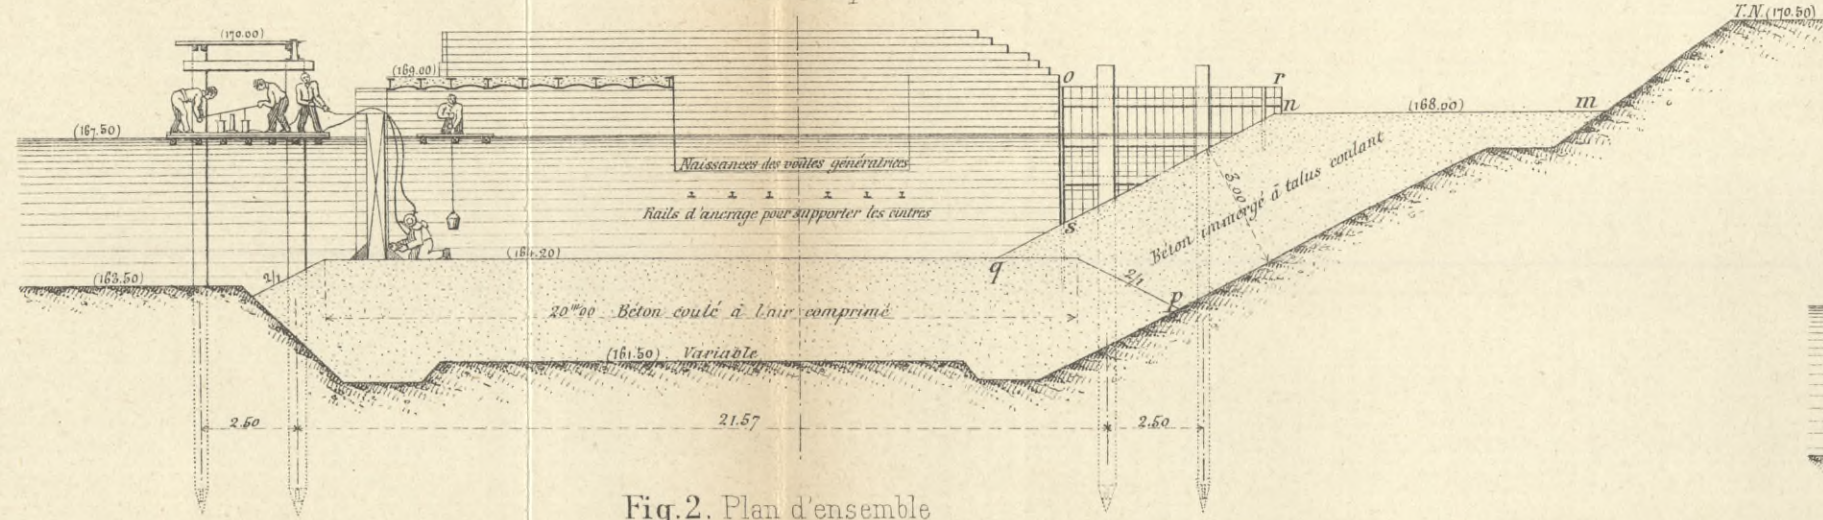 T.N. (170.50)
(170.00)
(169.00)
o
r
n
(168.00)
m
(167.50)
Naissances des voûtes génératrices
3,00
Béton immergé à talus coulant
Rails d'ancrage pour supporter les cintres
s
(164.20)
q
(163.50)
2/1
2/1
p
20m00 Béton coulé à l'air comprimé
(161.50) Variable
2.50
21.57
2.50
Fig.2. Plan d'ensemble